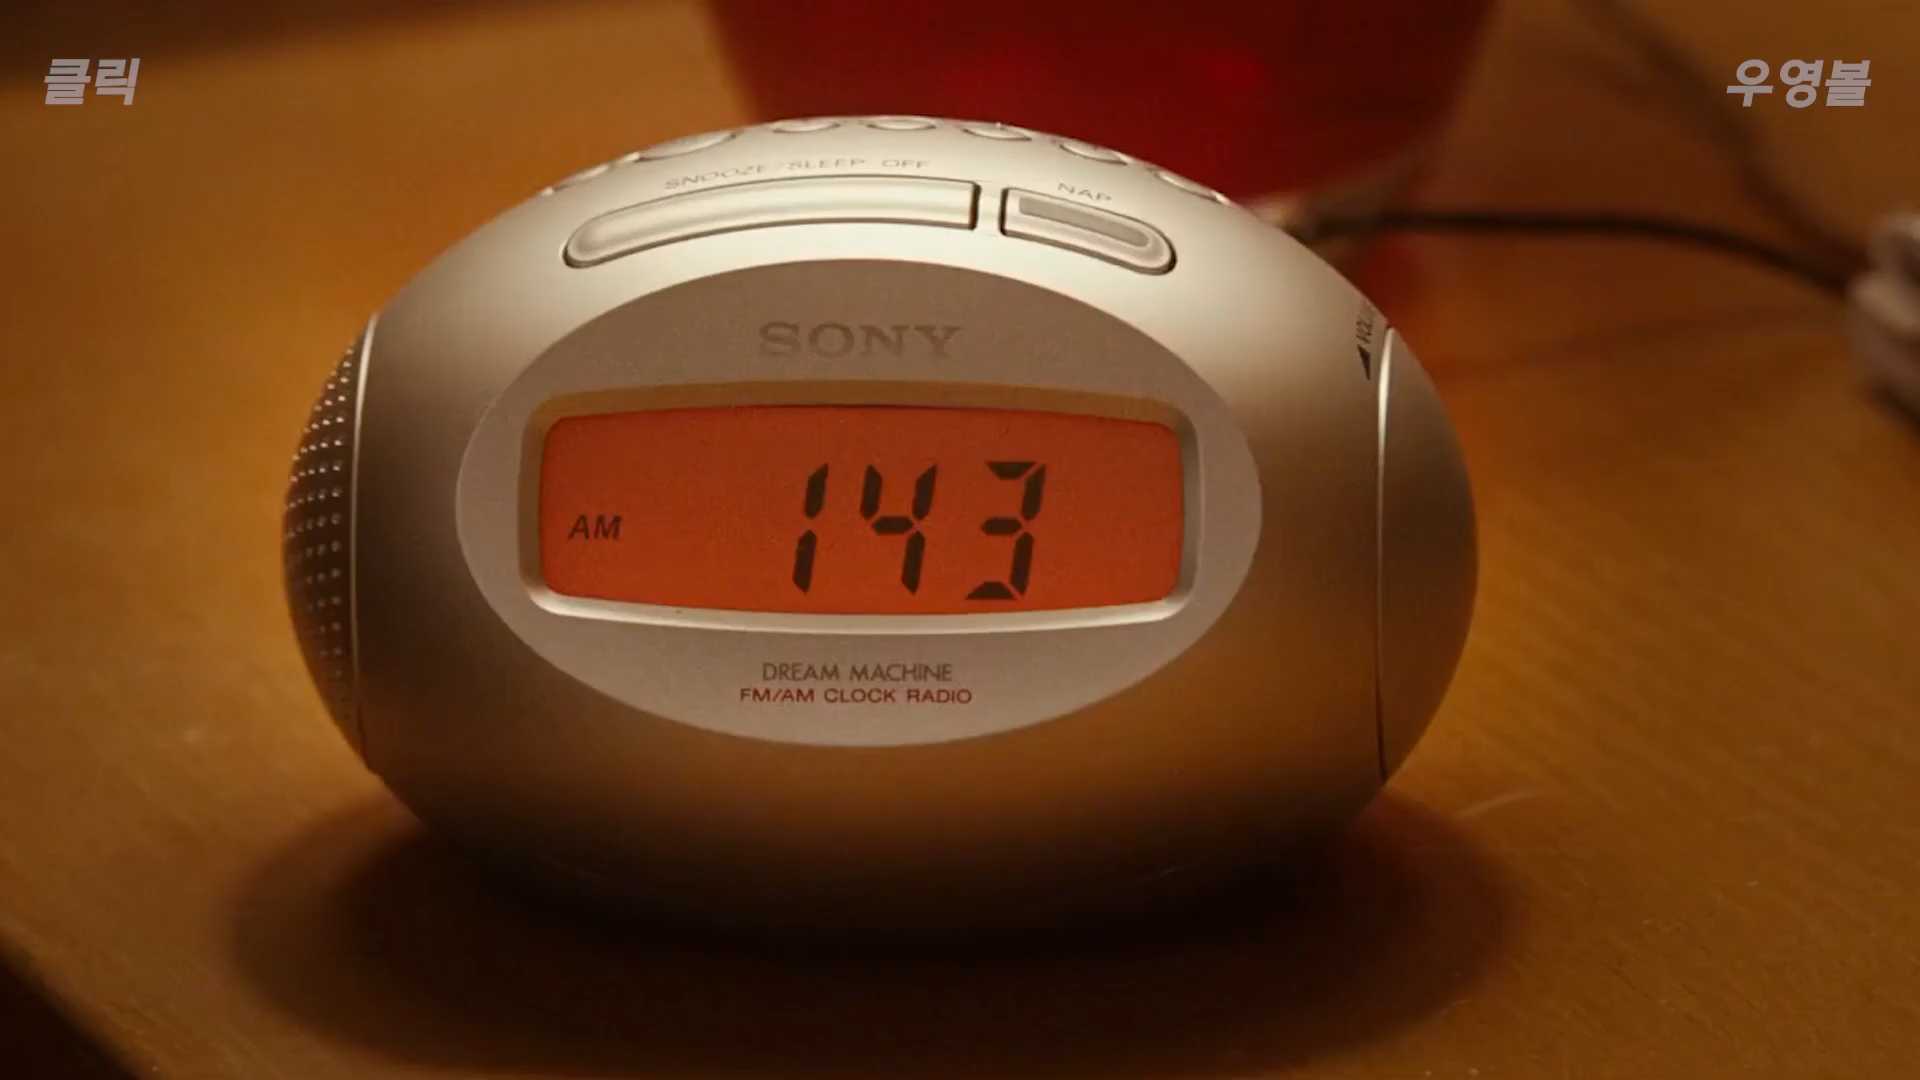 클릭
우영볼
SNOOZE/SLEEP OFF
NAP
SONY
AM
143
DREAM MACHINE
FM/AM CLOCK RADIO